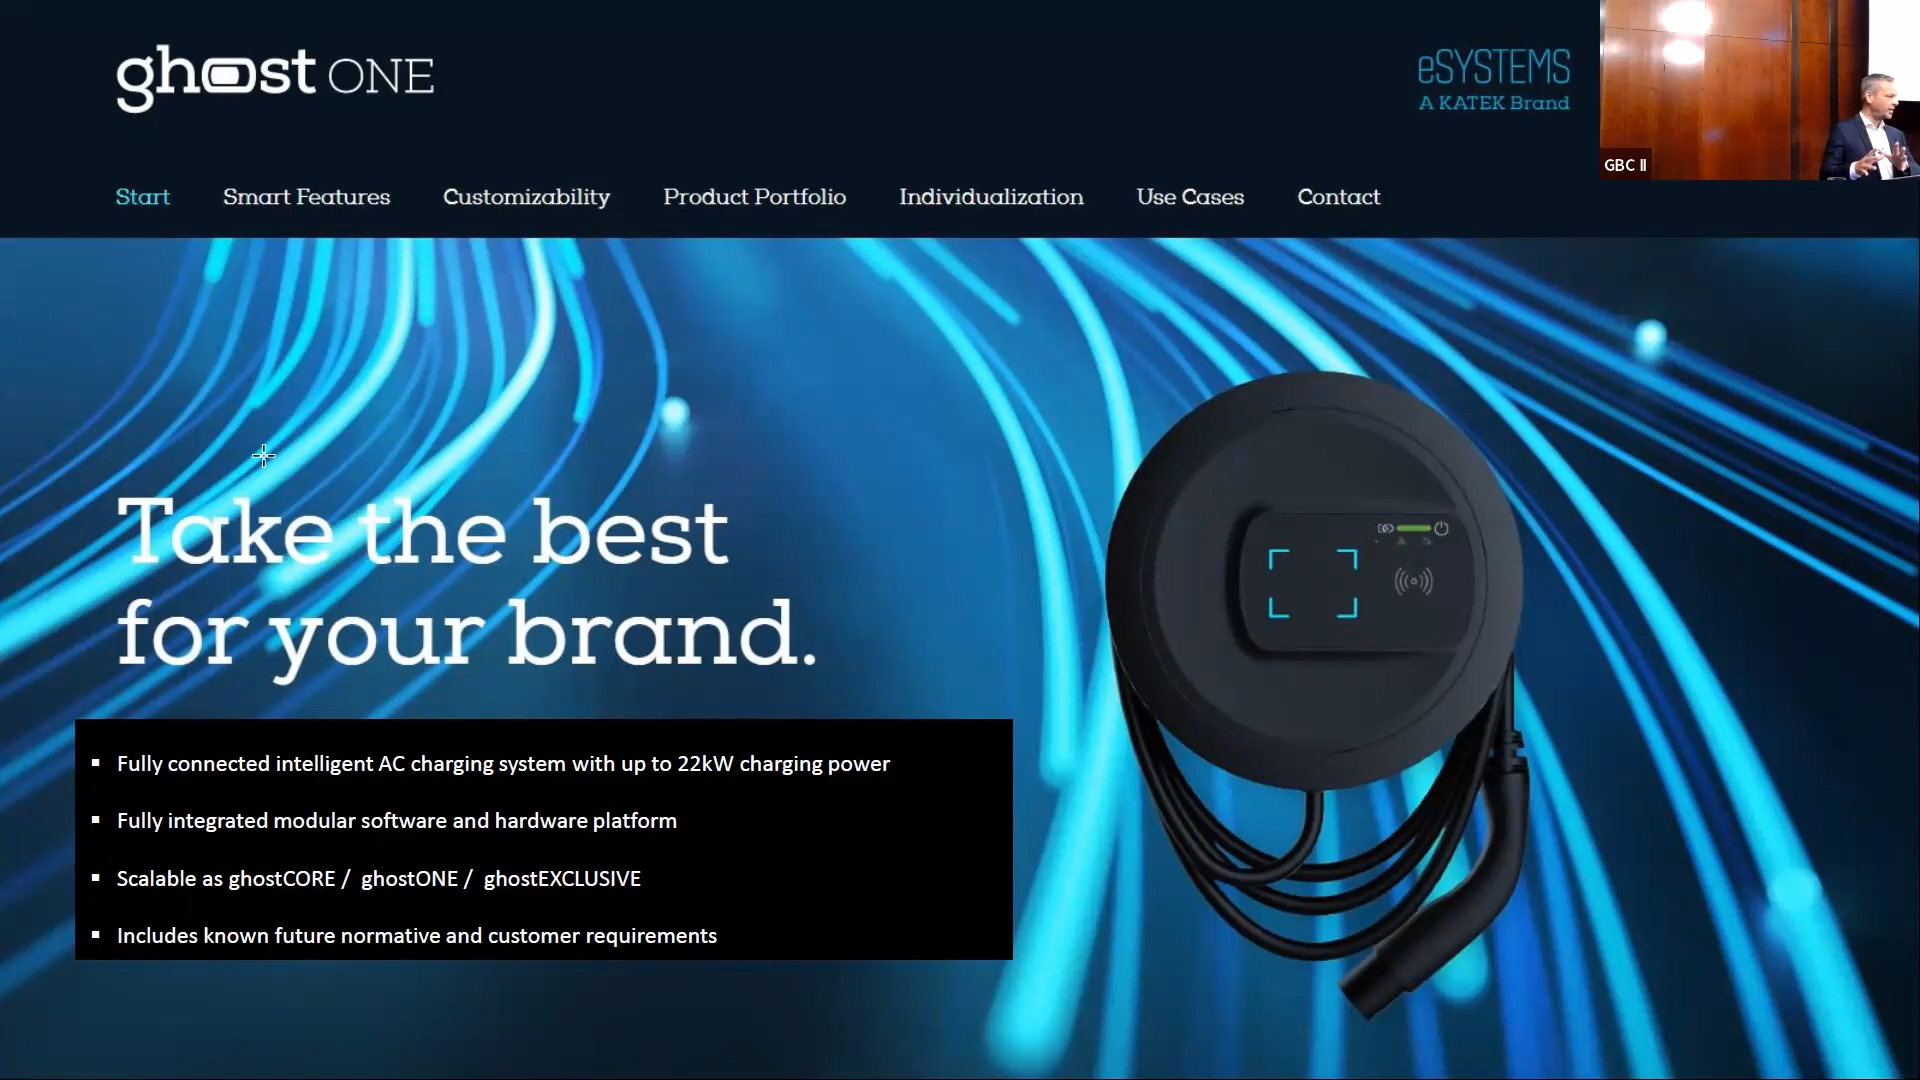 ghost ONE
eSYSTEMS
A KATEK Brand
GBC II
Start Smart Features Customizability Product Portfolio Individualization Use Cases Contact
Take the best
for your brand.
▪ Fully connected intelligent AC charging system with up to 22kW charging power
▪ Fully integrated modular software and hardware platform
▪ Scalable as ghostCORE / ghostONE / ghostEXCLUSIVE
▪ Includes known future normative and customer requirements